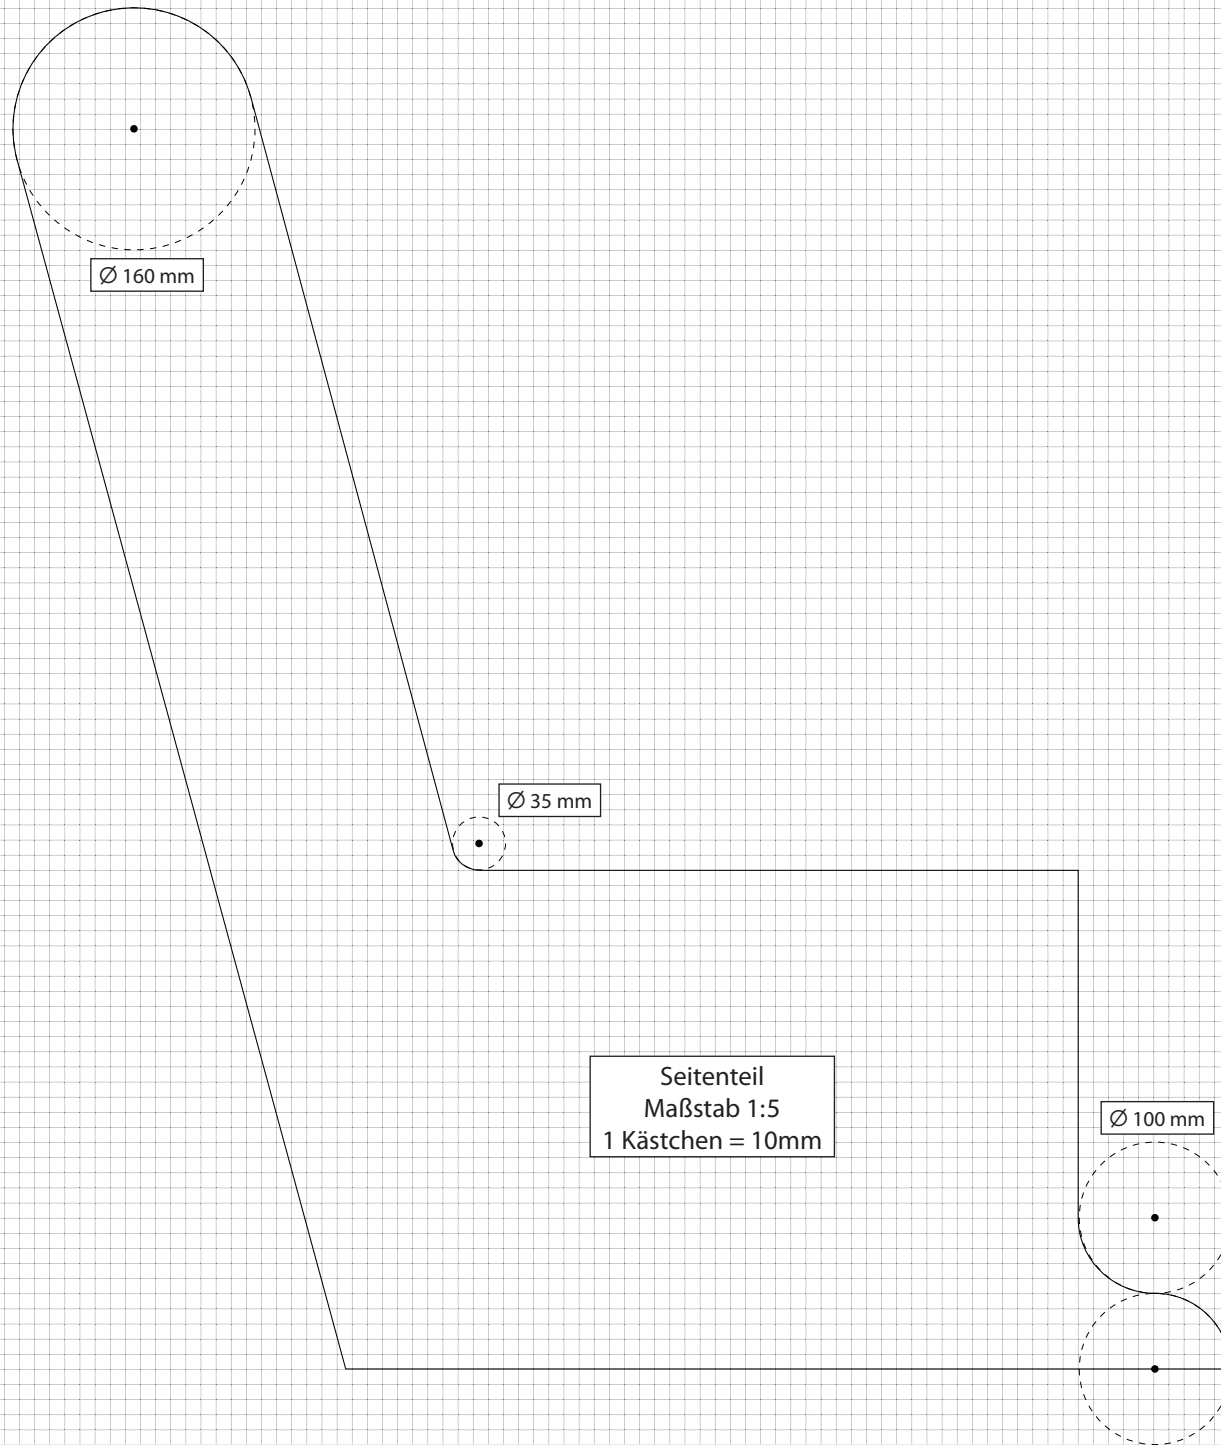 Ø 160 mm
Ø 35 mm
Seitenteil
Maßstab 1:5
1 Kästchen = 10mm
Ø 100 mm